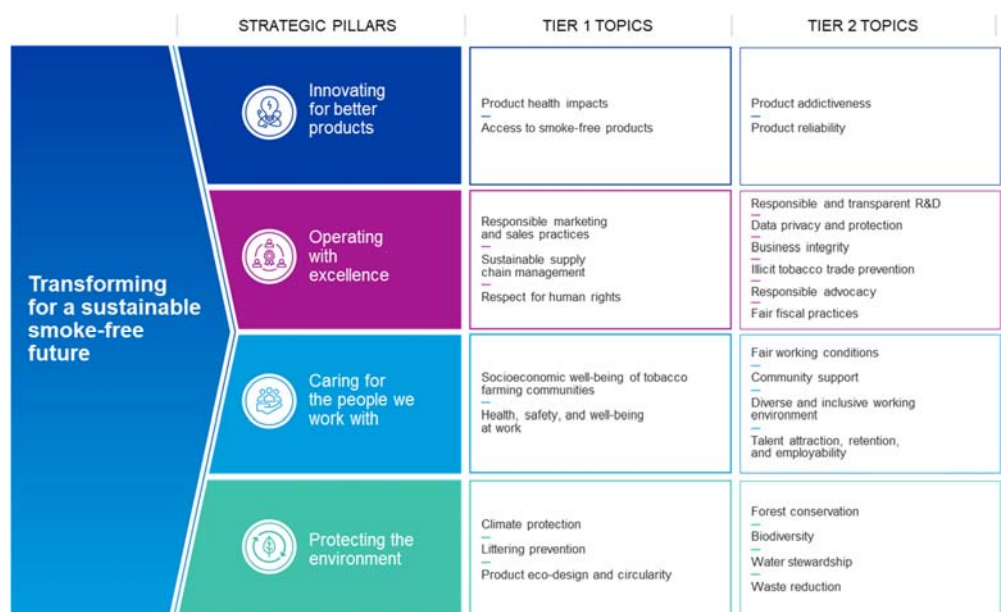 STRATEGIC PILLARS
TIER 1 TOPICS
TIER 2 TOPICS
Transforming
for a sustainable
smoke-free
future
Innovating
for better
products
Product health impacts
Access to smoke-free products
Product addictiveness
Product reliability
Operating
with
excellence
Responsible marketing
and sales practices
Sustainable supply
chain management
Respect for human rights
Responsible and transparent R&D
Data privacy and protection
Business integrity
Illicit tobacco trade prevention
Responsible advocacy
Fair fiscal practices
Caring for
the people we
work with
Socioeconomic well-being of tobacco
farming communities
Health, safety, and well-being
at work
Fair working conditions
Community support
Diverse and inclusive working
environment
Talent attraction, retention,
and employability
Protecting the
environment
Climate protection
Littering prevention
Product eco-design and circularity
Forest conservation
Biodiversity
Water stewardship
Waste reduction